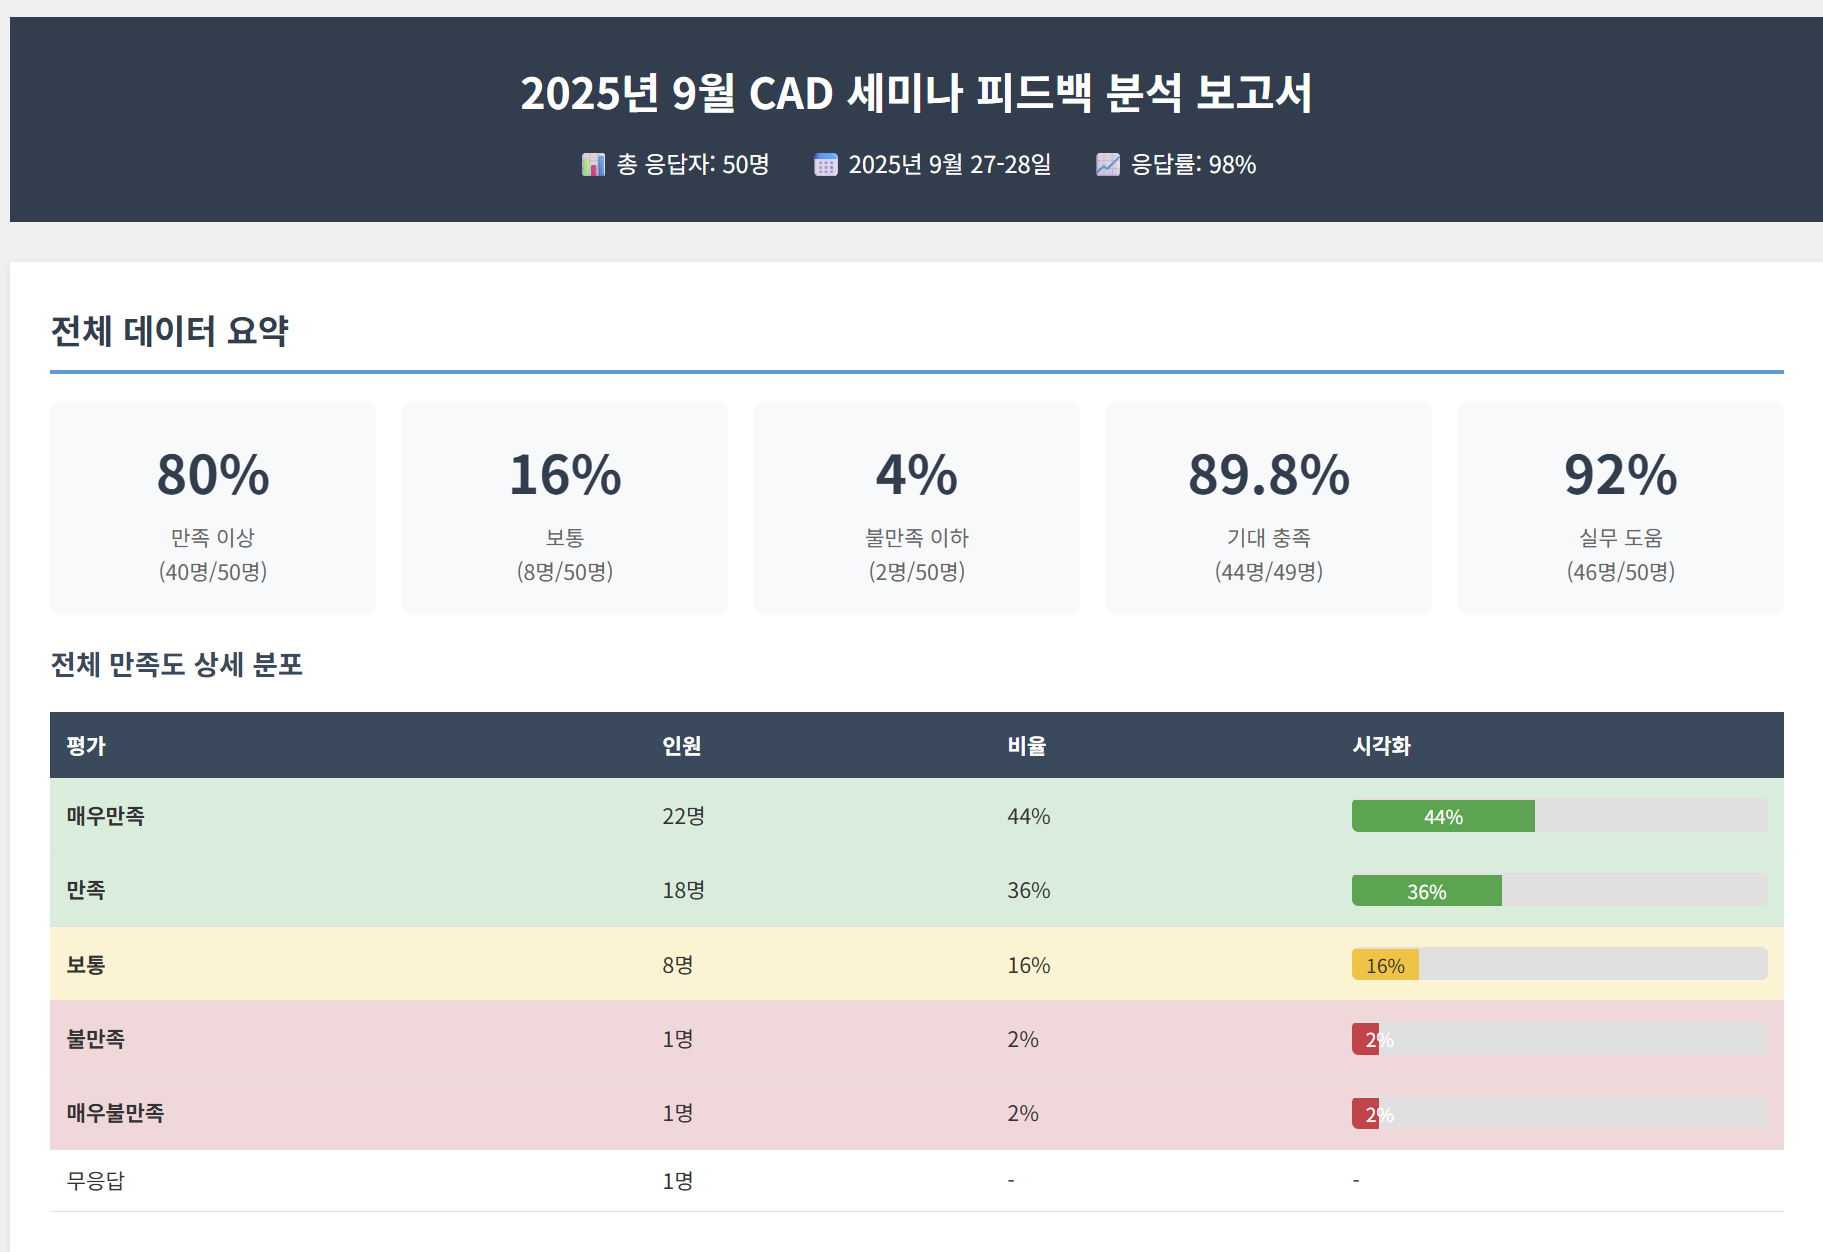 2025년 9월 CAD 세미나 피드백 분석 보고서
총 응답자: 50명 2025년 9월 27-28일 응답률: 98%
전체 데이터 요약
80% 16% 4% 89.8% 92%
만족 이상 보통 불만족 이하 기대 충족 실무 도움
(40명/50명) (8명/50명) (2명/50명) (44명/49명) (46명/50명)
전체 만족도 상세 분포
평가 인원 비율 시각화
매우만족 22명 44% 44%
만족 18명 36% 36%
보통 8명 16% 16%
불만족 1명 2% 2%
매우불만족 1명 2% 2%
무응답 1명 - -